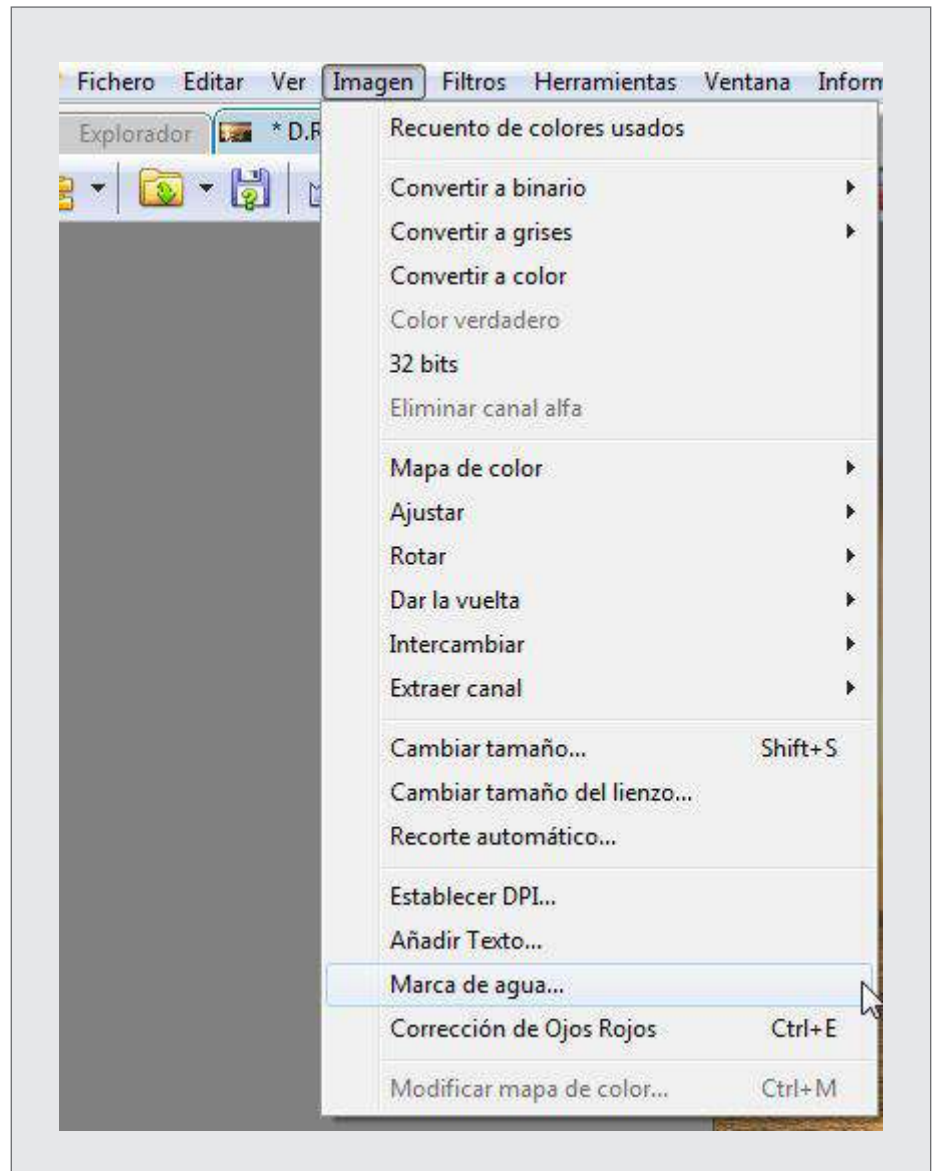 Fichero Editar Ver Imagen Filtros Herramientas Ventana Inform
Explorador * D.R
Recuento de colores usados
Convertir a binario
Convertir a grises
Convertir a color
Color verdadero
32 bits
Eliminar canal alfa
Mapa de color
Ajustar
Rotar
Dar la vuelta
Intercambiar
Extraer canal
Cambiar tamaño... Shift+S
Cambiar tamaño del lienzo...
Recorte automático...
Establecer DPI...
Añadir Texto...
Marca de agua...
Corrección de Ojos Rojos Ctrl+E
Modificar mapa de color... Ctrl+M